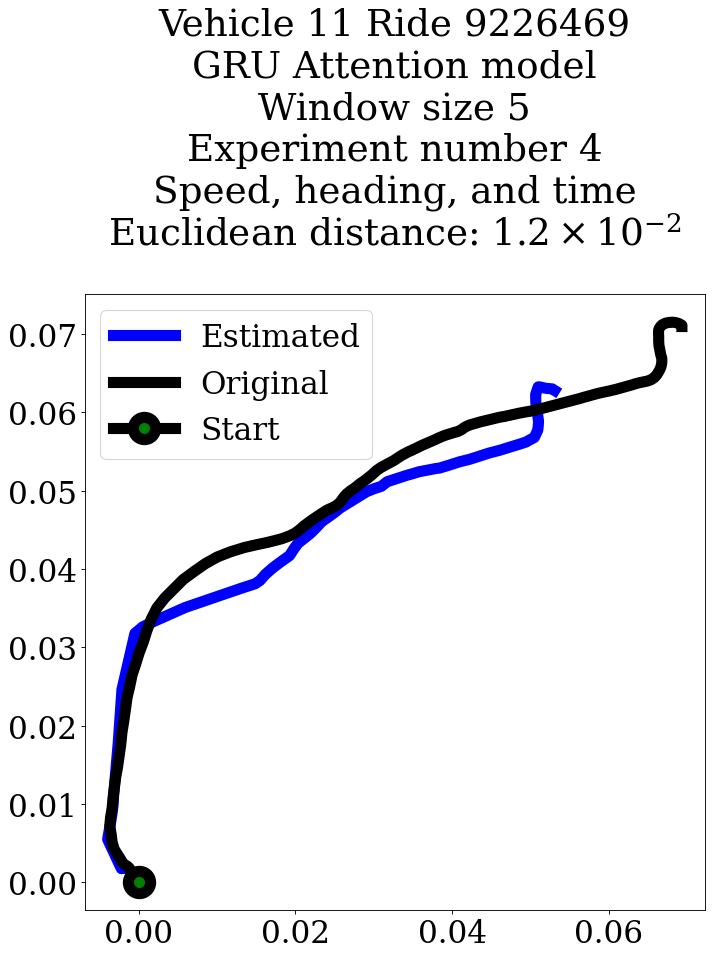 Vehicle 11 Ride 9226469
GRU Attention model
Window size 5
Experiment number 4
Speed, heading, and time
Euclidean distance: 1.2 × 10⁻²
Estimated
Original
Start
0.07
0.06
0.05
0.04
0.03
0.02
0.01
0.00
0.00 0.02 0.04 0.06